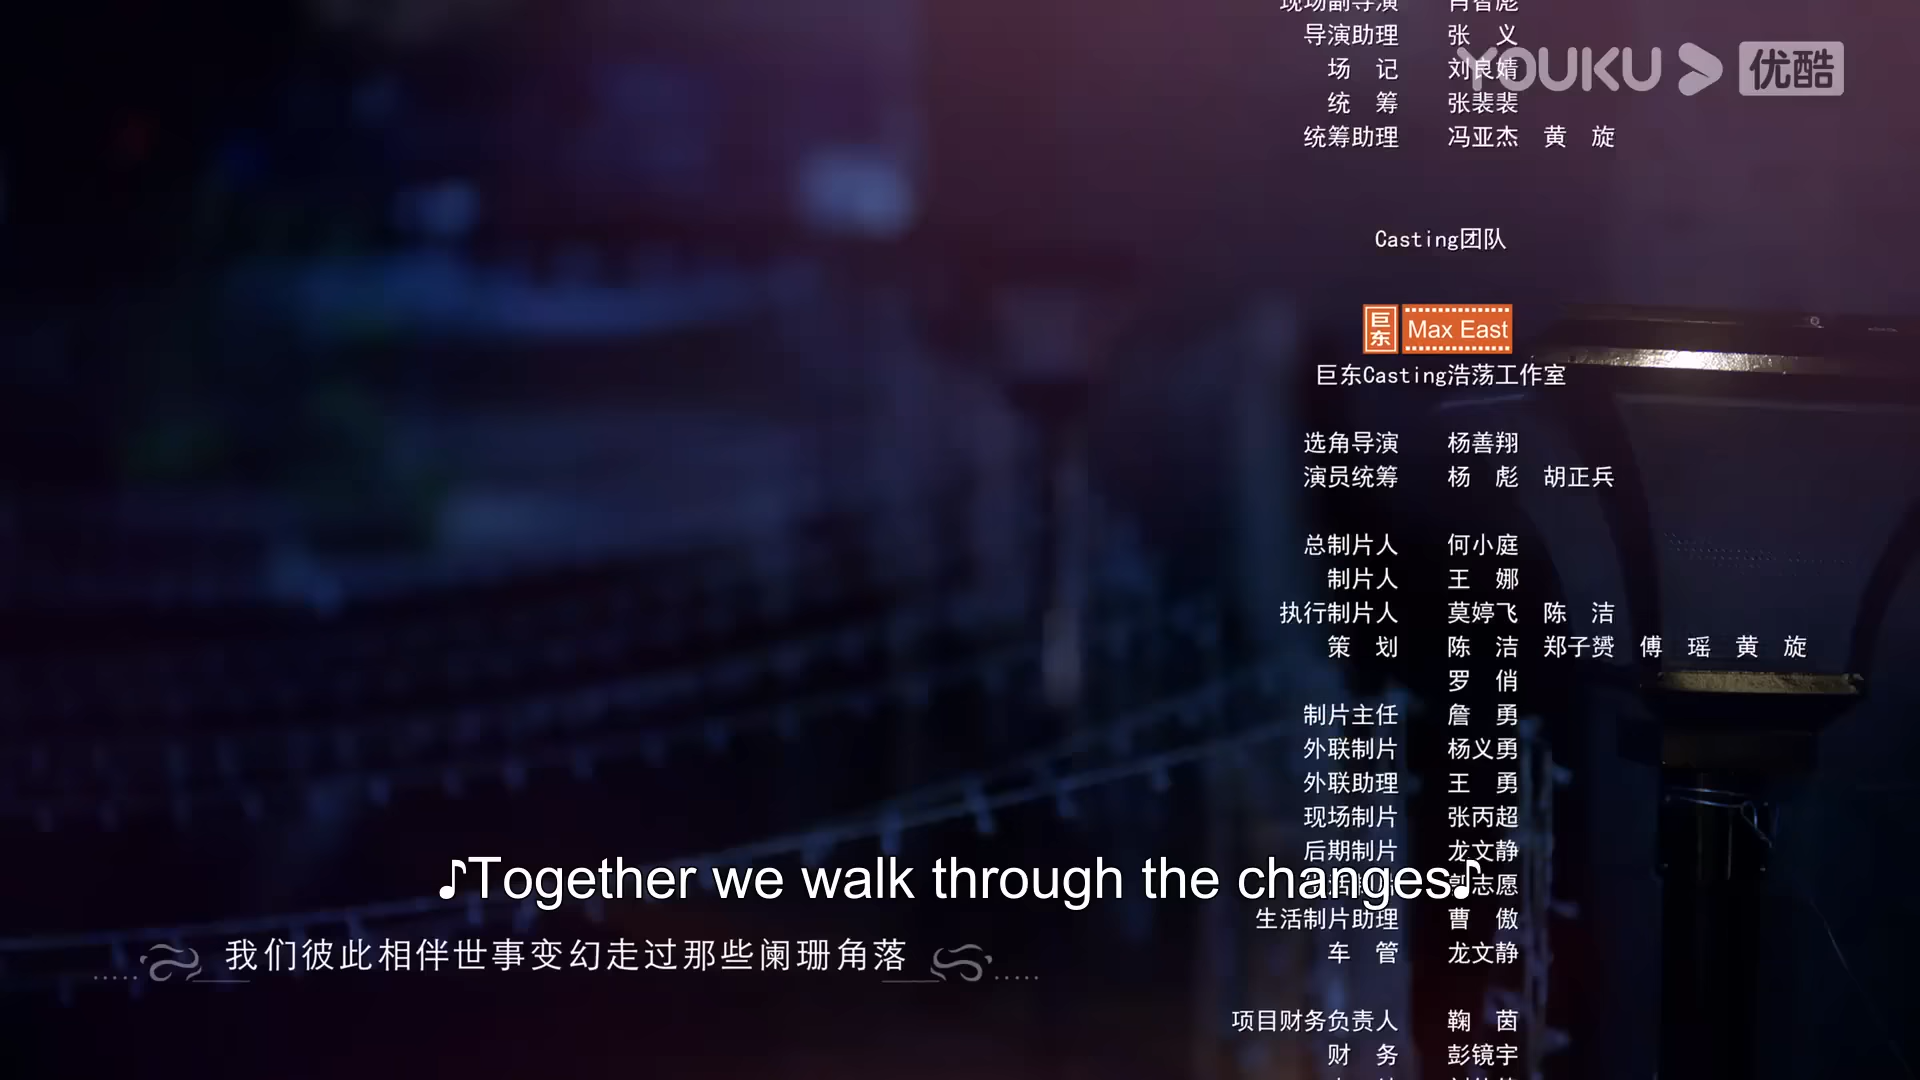 导演助理 张 义
YOUKU 优酷
场 记 刘良婧
统 筹 张裴裴
统筹助理 冯亚杰 黄 旋
Casting团队
巨东 Max East
巨东Casting浩荡工作室
选角导演 杨善翔
演员统筹 杨 彪 胡正兵
总制片人 何小庭
制片人 王 娜
执行制片人 莫婷飞 陈 洁
策 划 陈 洁 郑子赟 傅 瑶 黄 旋
罗 俏
制片主任 詹 勇
外联制片 杨义勇
外联助理 王 勇
现场制片 张丙超
后期制片 龙文静
♪Together we walk through the changes♪
志愿
生活制片助理 曹 傲
车 管 龙文静
我们彼此相伴世事变幻走过那些阑珊角落
项目财务负责人 鞠 茵
财 务 彭镜宇